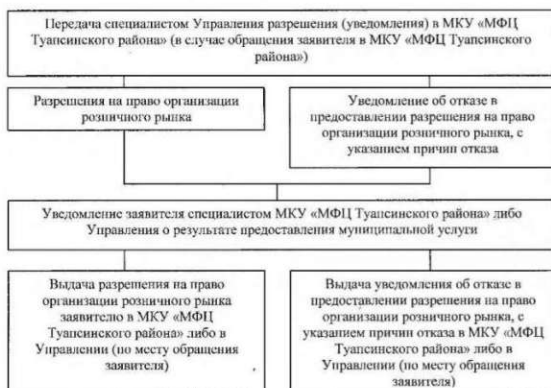 Передача специалистом Управления разрешения (уведомления) в МКУ «МФЦ
Туапсинского района» (в случае обращения заявителя в МКУ «МФЦ Туапсинского
района»)
Разрешения на право организации
розничного рынка
Уведомление об отказе в
предоставлении разрешения на право
организации розничного рынка, с
указанием причин отказа
Уведомление заявителя специалистом МКУ «МФЦ Туапсинского района» либо
Управления о результате предоставления муниципальной услуги
Выдача разрешения на право
организации розничного рынка
заявителю в МКУ «МФЦ
Туапсинского района» либо в
Управлении (по месту обращения
заявителя)
Выдача уведомления об отказе в
предоставлении разрешения на право
организации розничного рынка, с
указанием причин отказа в МКУ «МФЦ
Туапсинского района» либо в
Управлении (по месту обращения
заявителя)